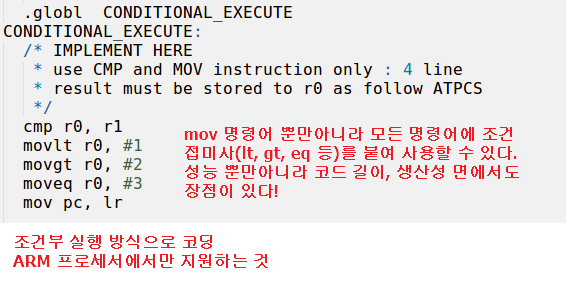 .globl CONDITIONAL_EXECUTE
CONDITIONAL_EXECUTE:
/* IMPLEMENT HERE
* use CMP and MOV instruction only : 4 line
* result must be stored to r0 as follow ATPCS
*/
cmp r0, r1
movlt r0, #1
movgt r0, #2
moveq r0, #3
mov pc, lr
mov 명령어 뿐만아니라 모든 명령어에 조건
접미사(lt, gt, eq 등)를 붙여 사용할 수 있다.
성능 뿐만아니라 코드 길이, 생산성 면에서도
장점이 있다!
조건부 실행 방식으로 코딩
ARM 프로세서에서만 지원하는 것